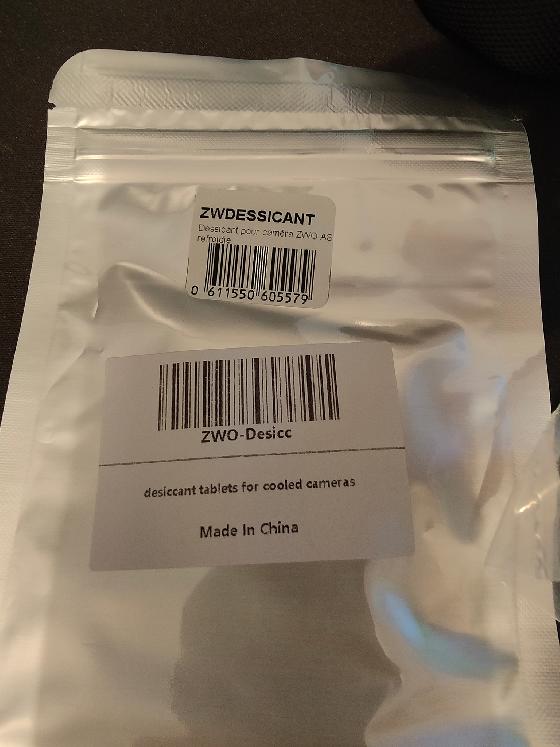 ZWDESSICANT
Dessicant pour caméra ZWO AS
refroidie
0 611550 605579
ZWO-Desicc
desiccant tablets for cooled cameras
Made In China